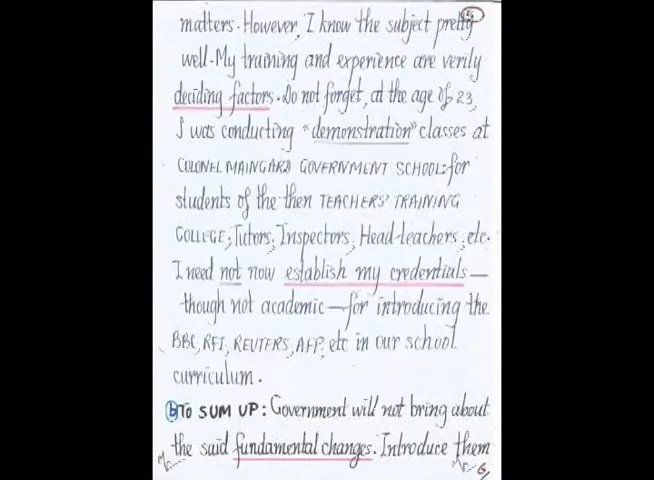 5
matters. However, I know the subject pretty
well. My training and experience are verily
deciding factors. Do not forget, at the age of 23,
I was conducting "demonstration" classes at
COLONEL MAINGARD GOVERNMENT SCHOOL: for
students of the then TEACHERS' TRAINING
COLLEGE; Tutors; Inspectors; Head-teachers, etc.
I need not now establish my credentials —
though not academic — for introducing the
BBC, RFI, REUTERS, AFP, etc in our school
curriculum.
(b) TO SUM UP: Government will not bring about
the said fundamental changes. Introduce them
6/